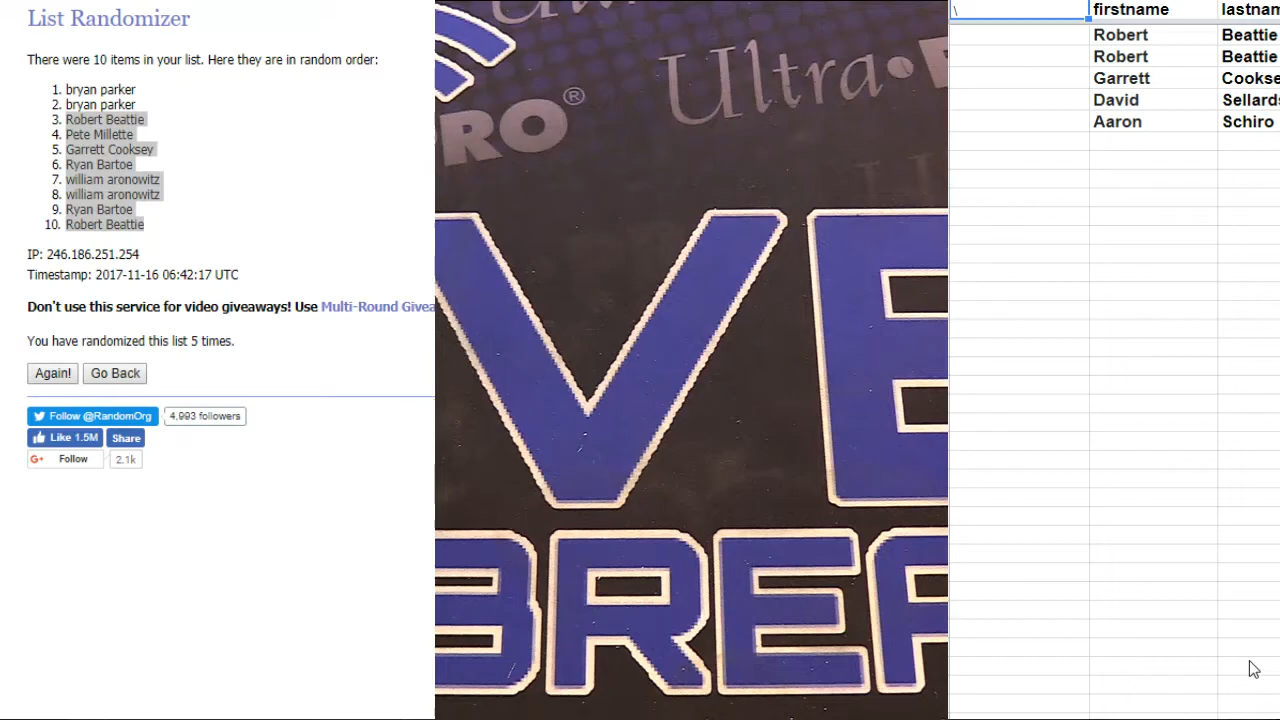 List Randomizer
There were 10 items in your list. Here they are in random order:
1. bryan parker
2. bryan parker
3. Robert Beattie
4. Pete Millette
5. Garrett Cooksey
6. Ryan Bartoe
7. william aronowitz
8. william aronowitz
9. Ryan Bartoe
10. Robert Beattie
IP: 246.186.251.254
Timestamp: 2017-11-16 06:42:17 UTC
Don't use this service for video giveaways! Use Multi-Round Givea
You have randomized this list 5 times.
Again! Go Back
Follow @RandomOrg 4,993 followers
Like 1.5M Share
G+ Follow 2.1k
Ultra
PRO® Ultra•
VE
BREA
\ firstname lastnam
Robert Beattie
Robert Beattie
Garrett Cookse
David Sellards
Aaron Schiro